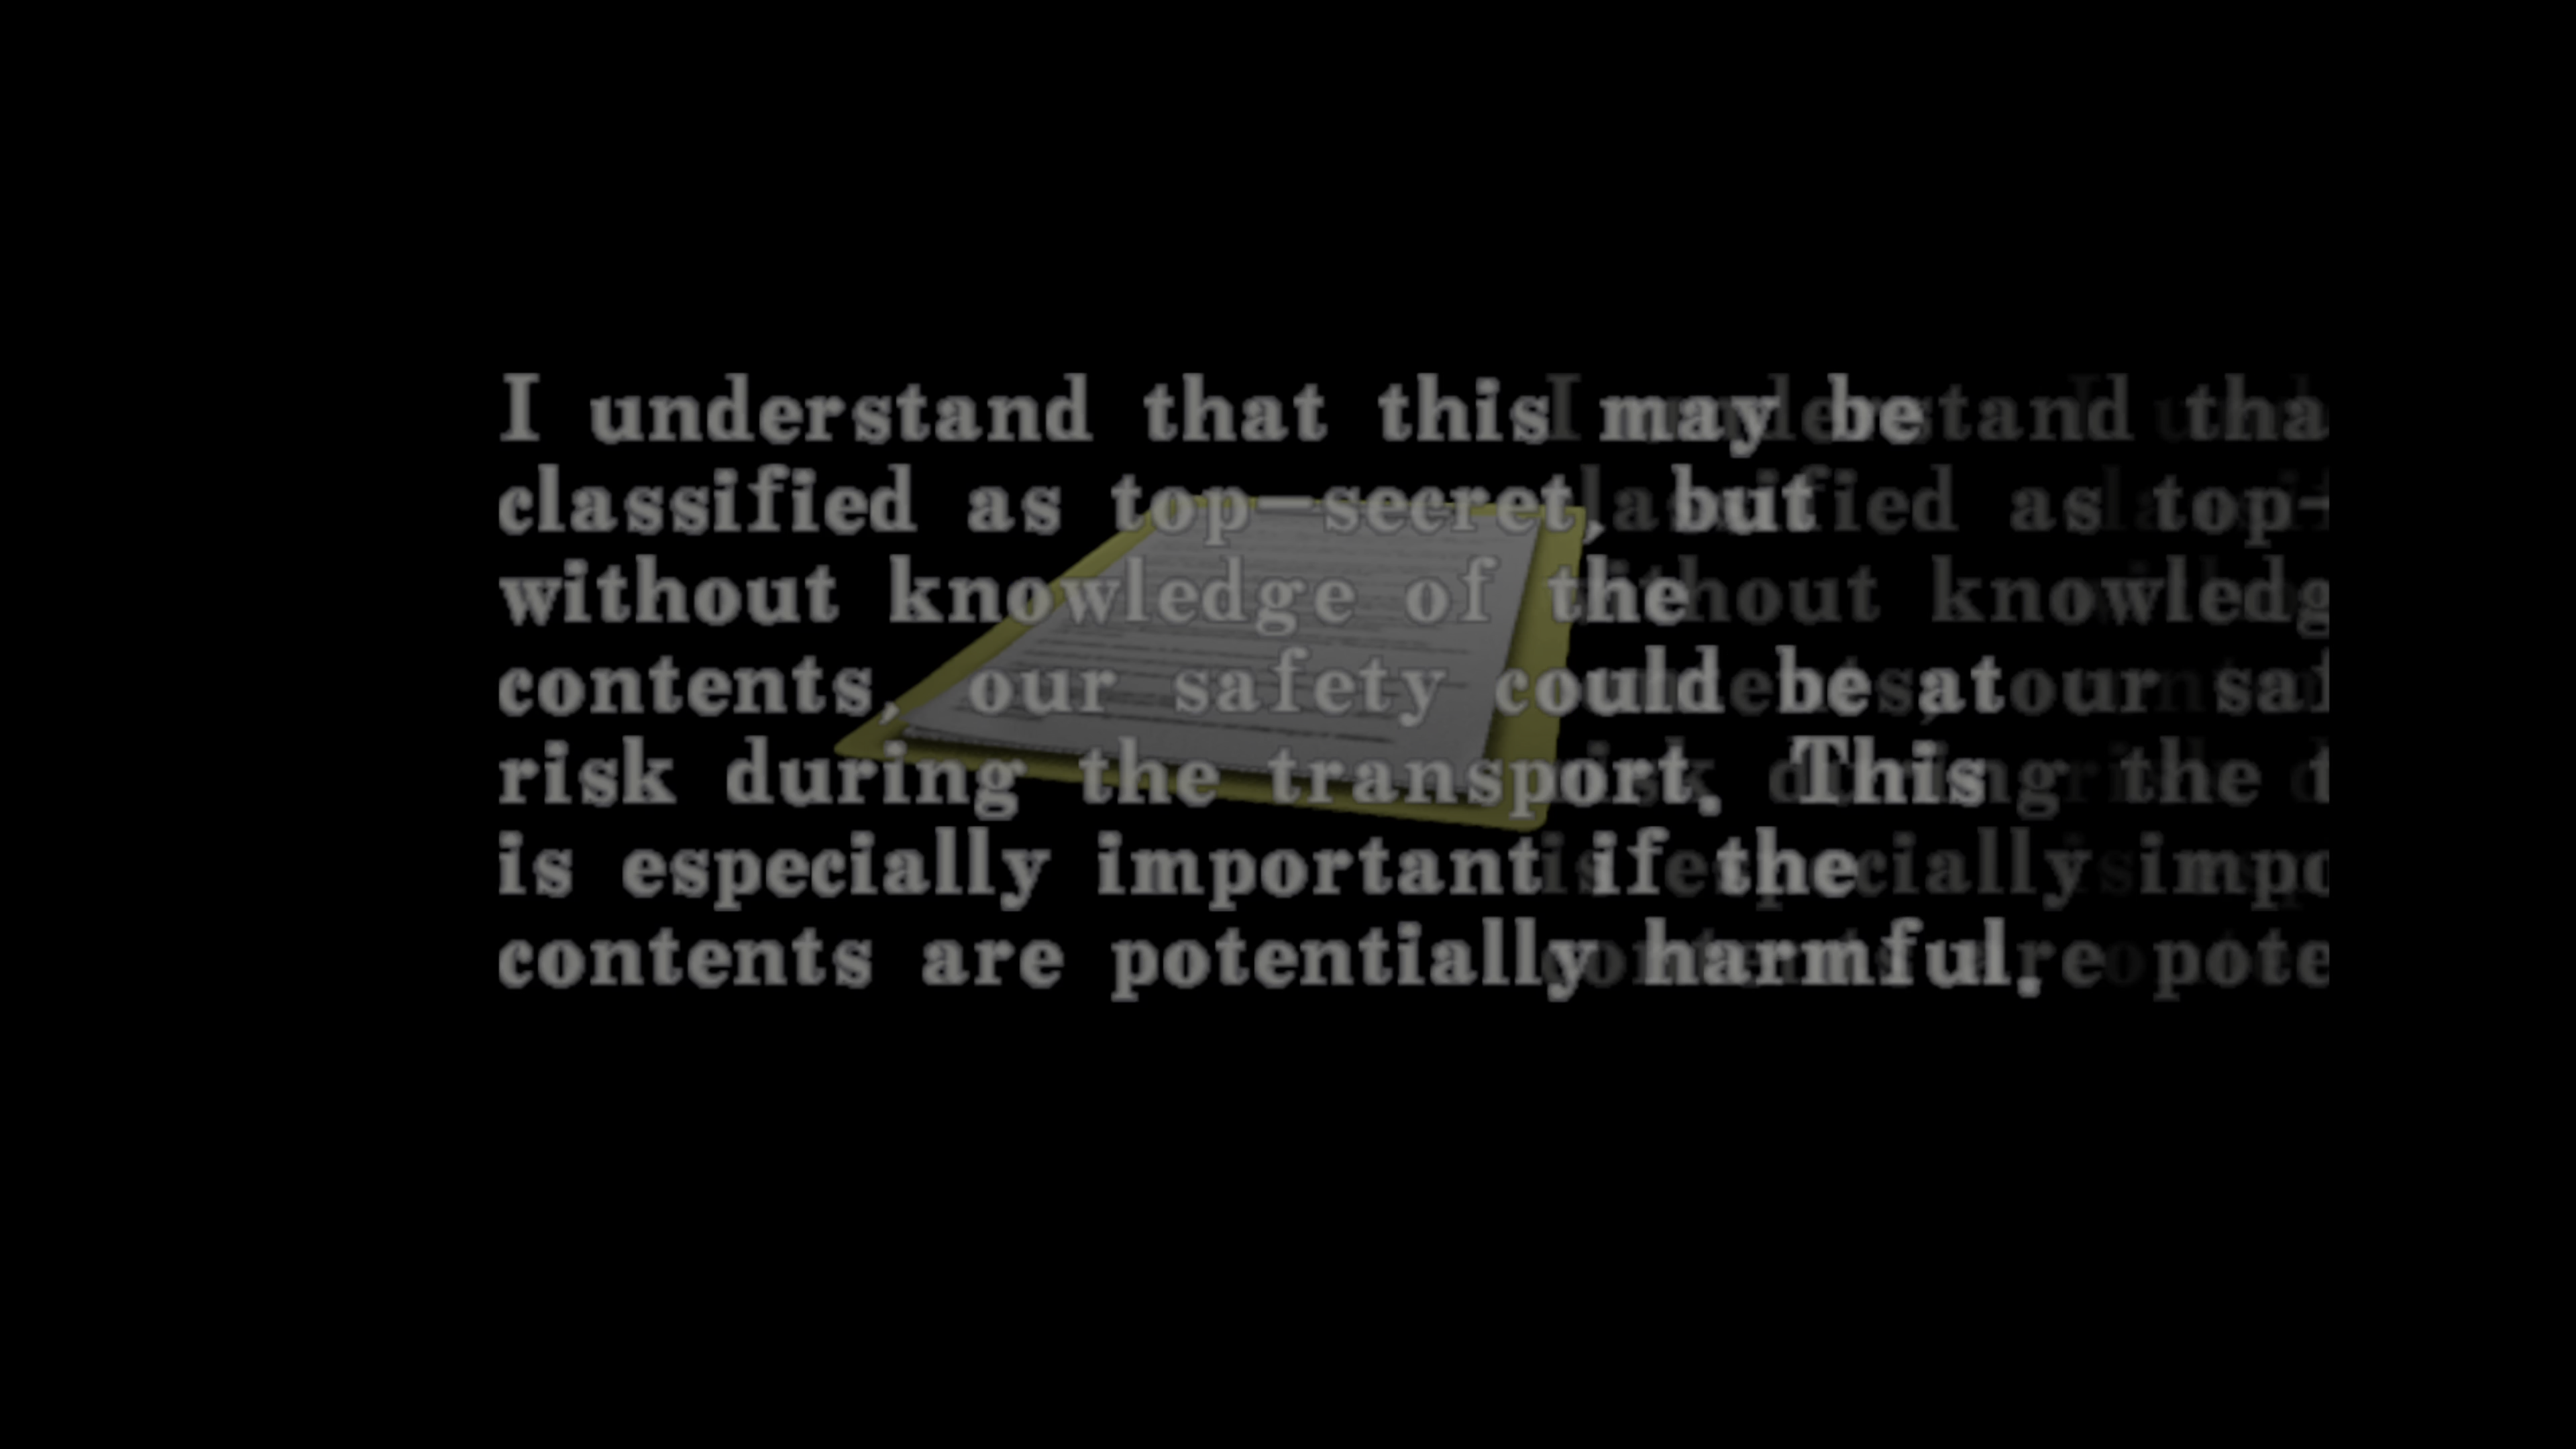 I understand that this may be
classified as top-secret, but
without knowledge of the
contents, our safety could be at
risk during the transport. This
is especially important if the
contents are potentially harmful.